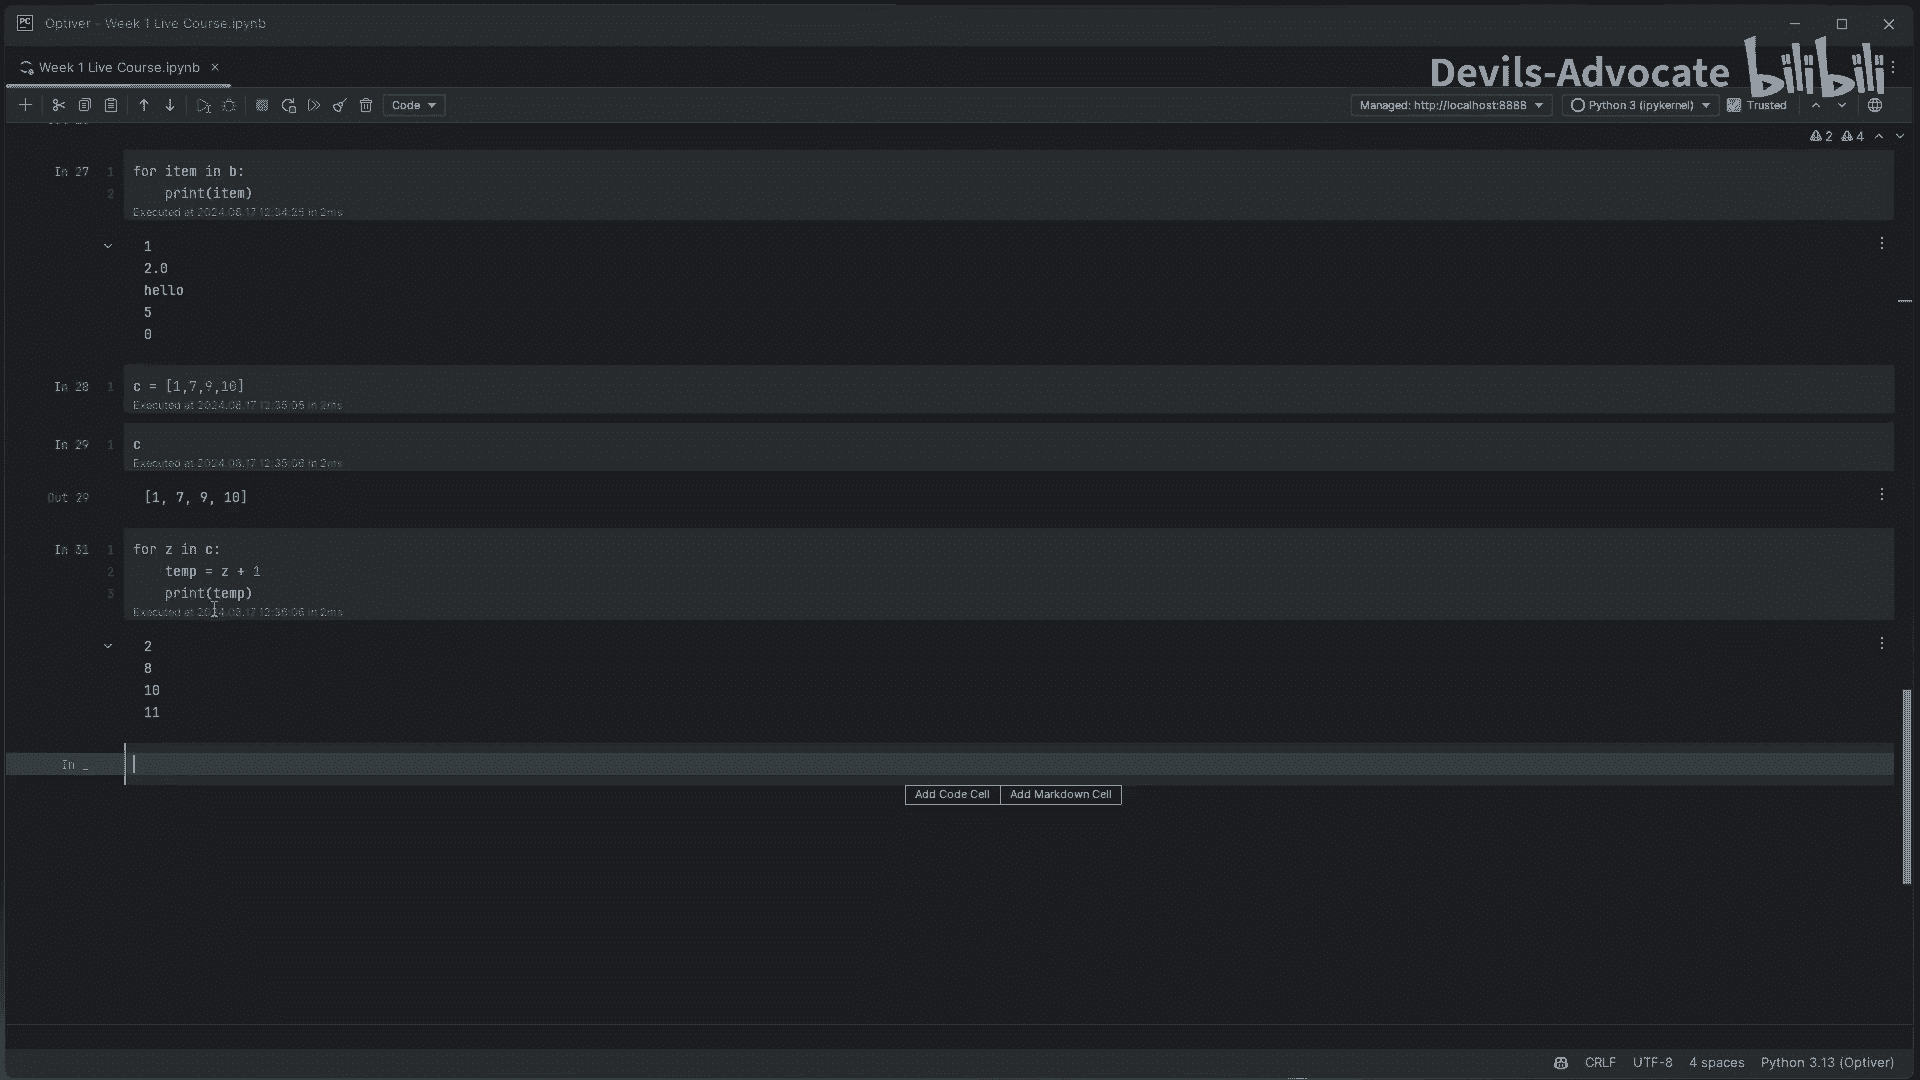 Optiver - Week 1 Live Course.ipynb
Week 1 Live Course.ipynb
Devils-Advocate bilibili
Code
Managed: http://localhost:8888
Python 3 (ipykernel)
Trusted
2 4
In 27
1 for item in b:
2 print(item)
Executed at 2024.08.17 12:34:25 in 2ms
1
2.0
hello
5
0
In 28
1 c = [1,7,9,10]
Executed at 2024.08.17 12:35:05 in 2ms
In 29
1 c
Executed at 2024.08.17 12:35:06 in 2ms
Out 29
[1, 7, 9, 10]
In 31
1 for z in c:
2 temp = z + 1
3 print(temp)
Executed at 2024.08.17 12:36:06 in 2ms
2
8
10
11
In _
Add Code Cell Add Markdown Cell
CRLF UTF-8 4 spaces Python 3.13 (Optiver)